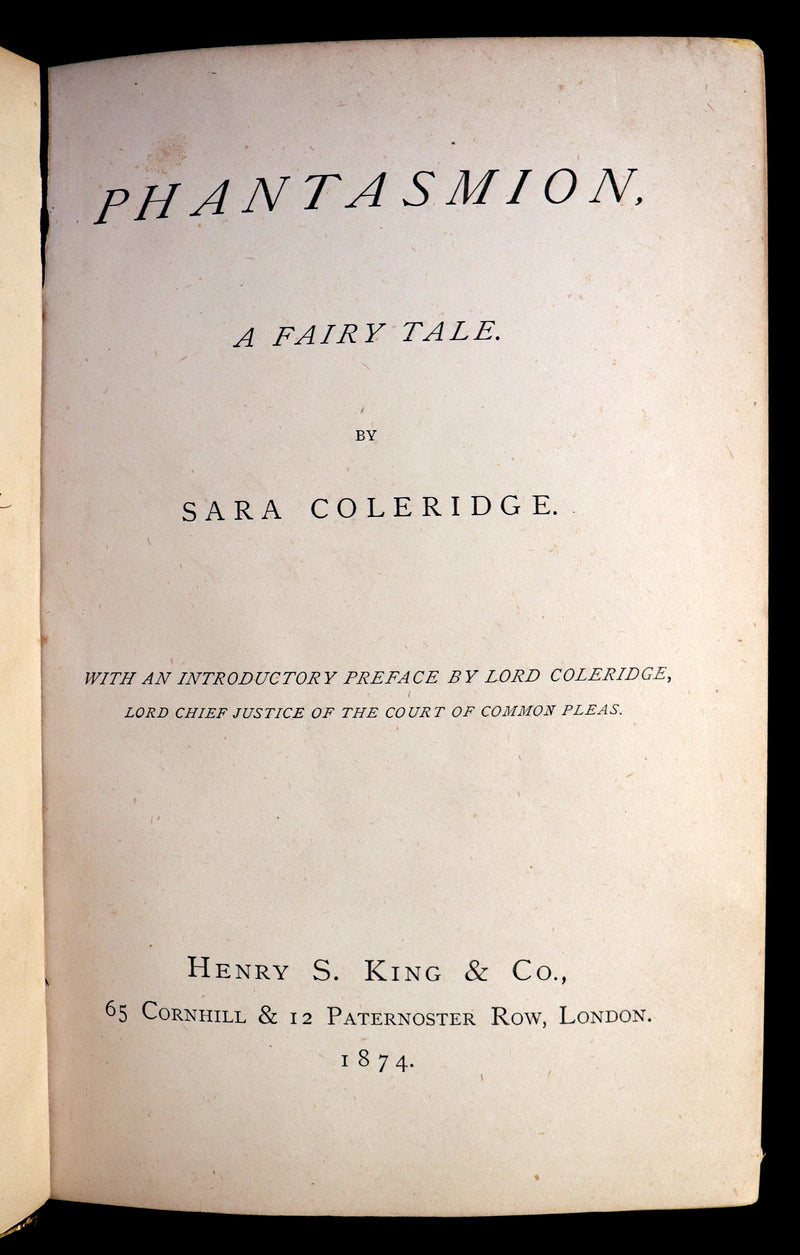 PHANTASMION,
A FAIRY TALE.
BY
SARA COLERIDGE.
WITH AN INTRODUCTORY PREFACE BY LORD COLERIDGE,
LORD CHIEF JUSTICE OF THE COURT OF COMMON PLEAS.
HENRY S. KING & CO.,
65 CORNHILL & 12 PATERNOSTER ROW, LONDON.
1874.